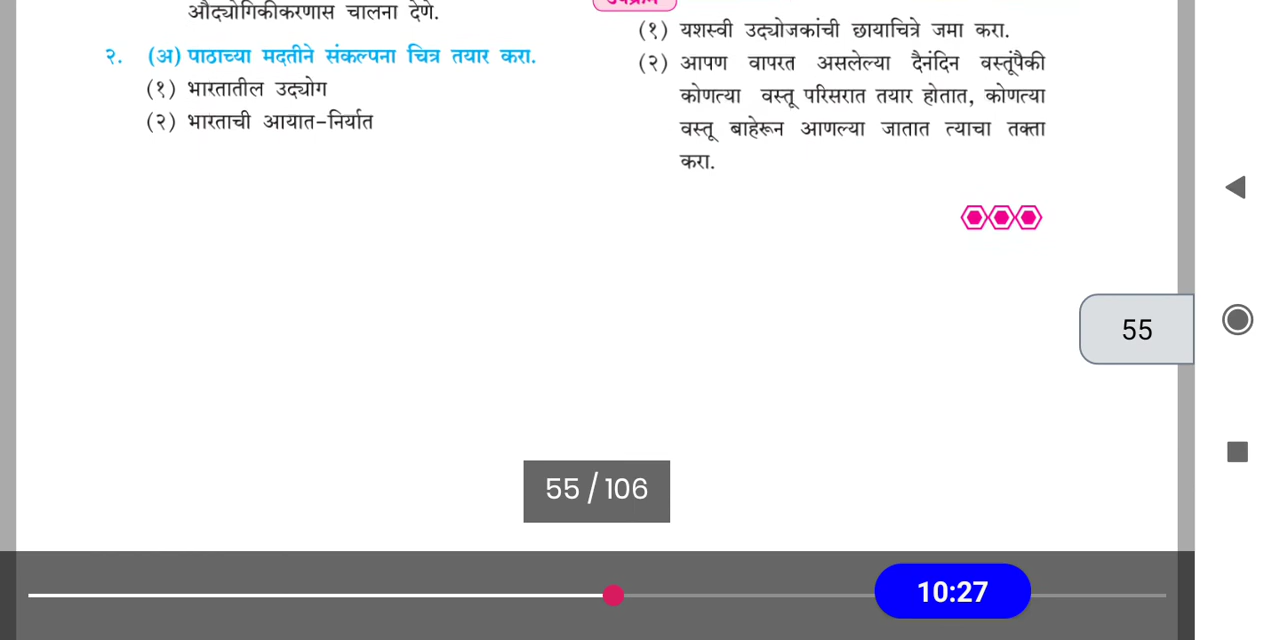 औद्योगिकीकरणास चालना देणे.
२. (अ) पाठाच्या मदतीने संकल्पना चित्र तयार करा.
(१) भारतातील उद्योग
(२) भारताची आयात-निर्यात
उपक्रम
(१) यशस्वी उद्योजकांची छायाचित्रे जमा करा.
(२) आपण वापरत असलेल्या दैनंदिन वस्तूंपैकी
कोणत्या वस्तू परिसरात तयार होतात, कोणत्या
वस्तू बाहेरून आणल्या जातात त्याचा तक्ता
करा.
55
55 / 106
10:27